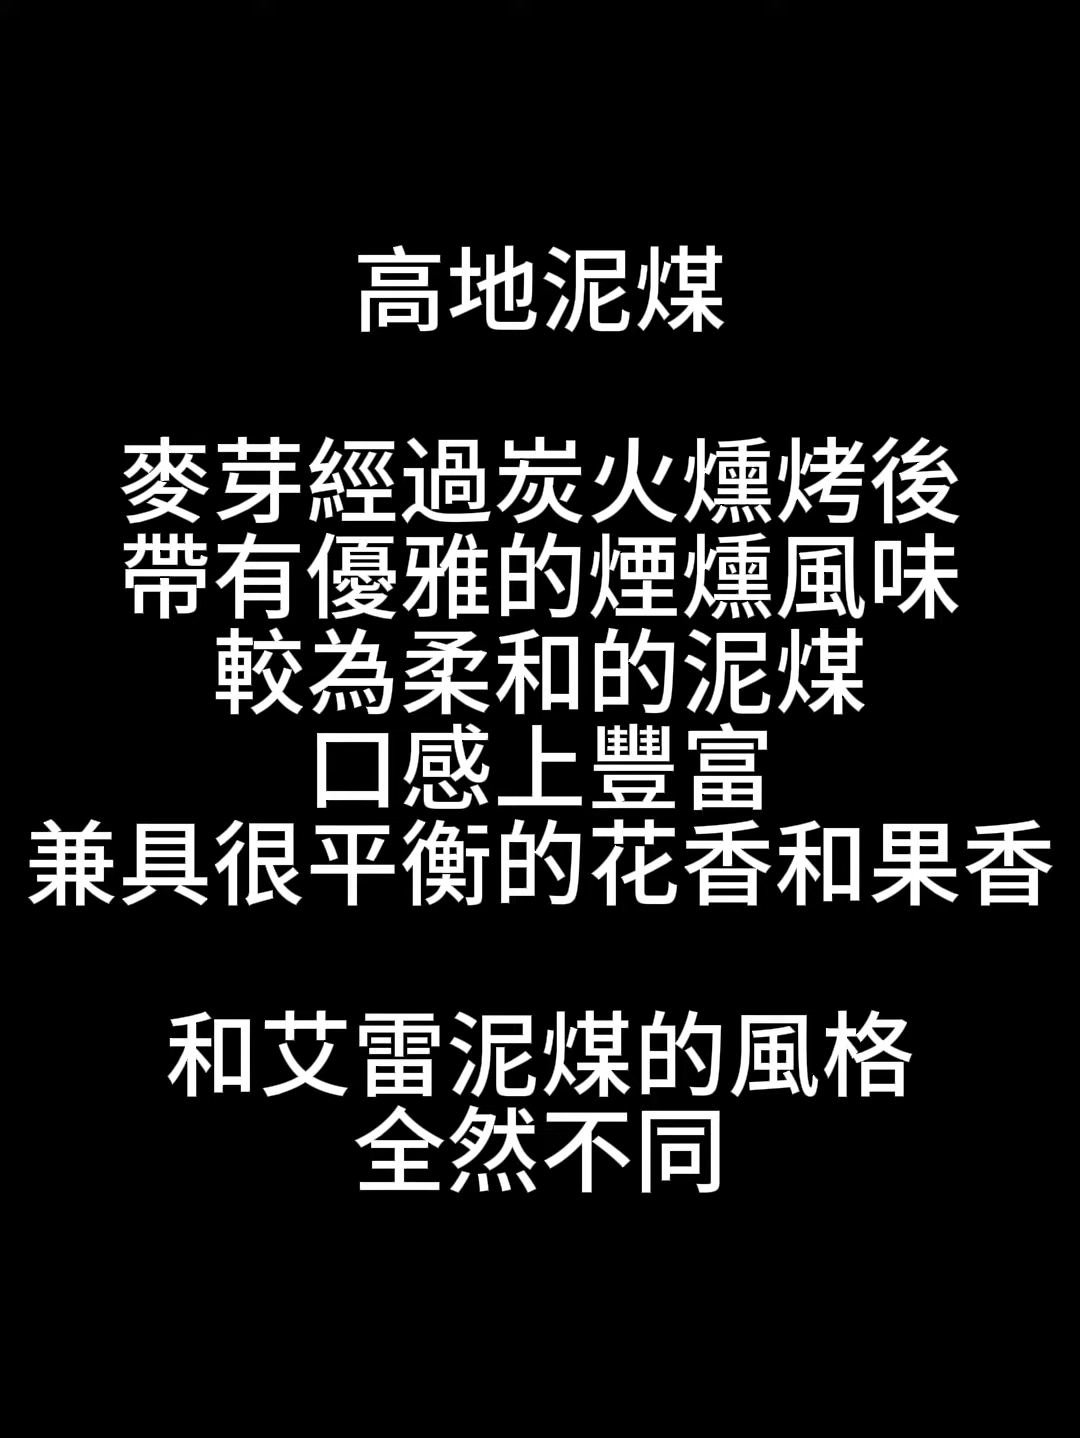 高地泥煤
麥芽經過炭火燻烤後
帶有優雅的煙燻風味
較為柔和的泥煤
口感上豐富
兼具很平衡的花香和果香
和艾雷泥煤的風格
全然不同